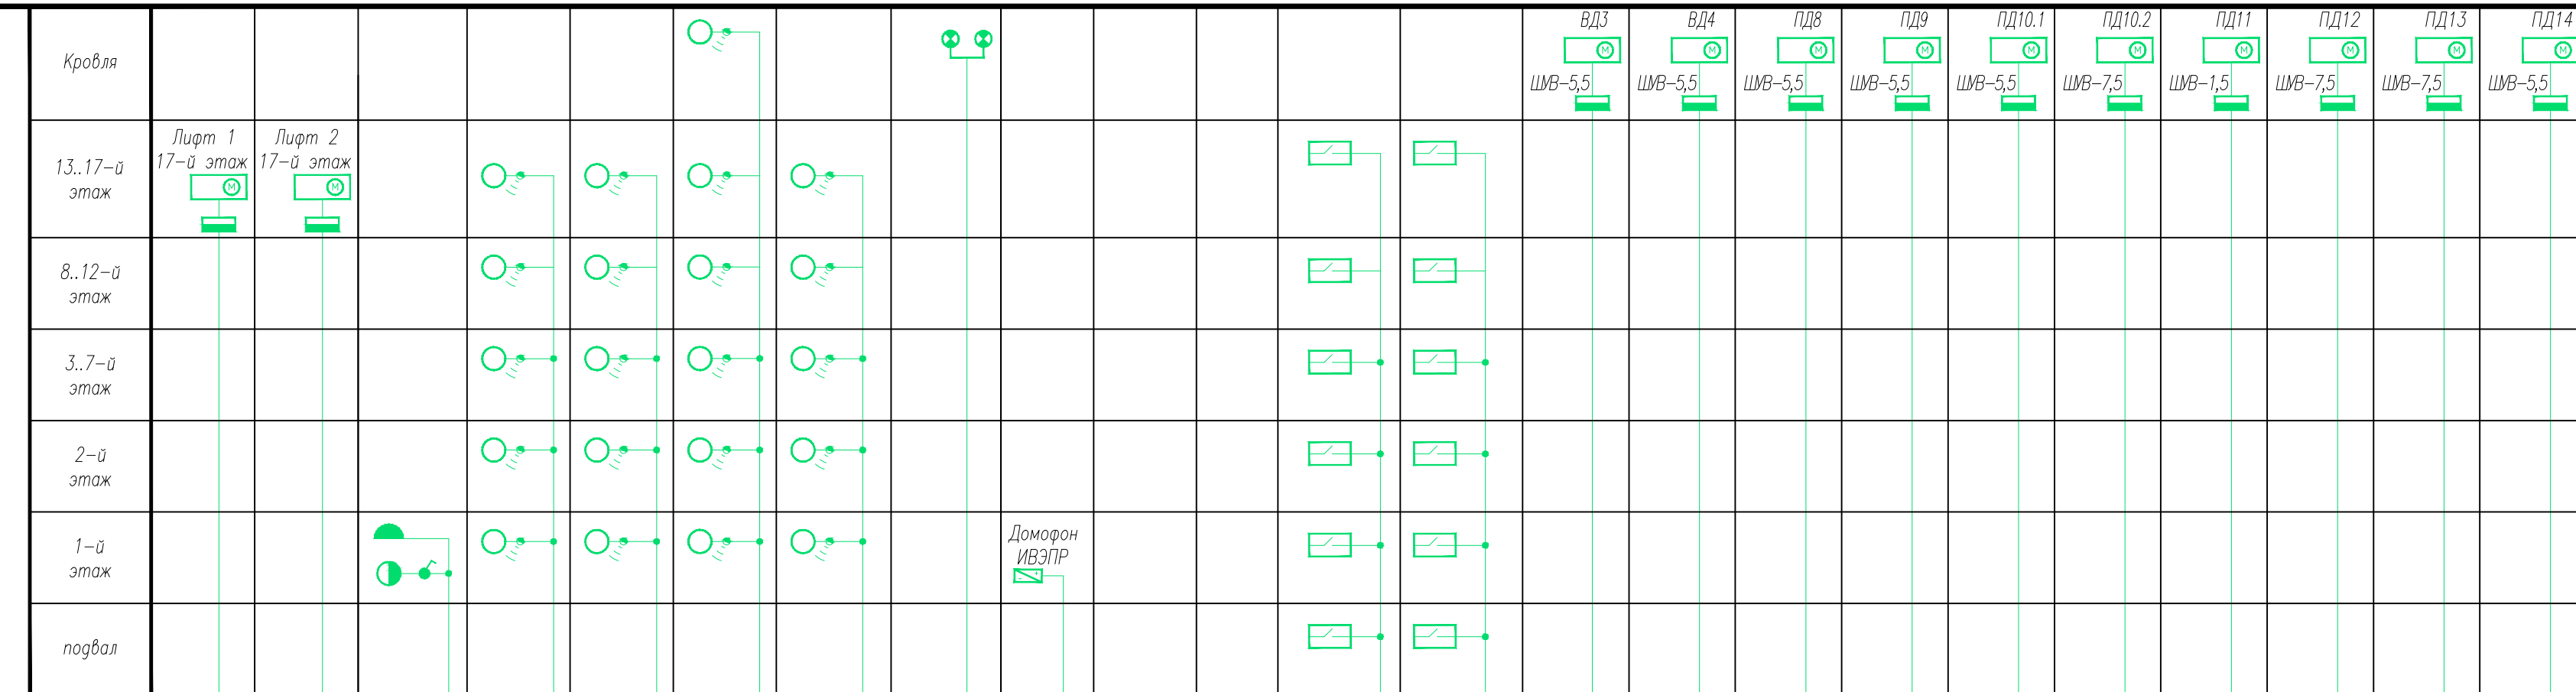 Кровля
ВД3
ВД4
ПД8
ПД9
ПД10.1
ПД10.2
ПД11
ПД12
ПД13
ПД14
М
М
М
М
М
М
М
М
М
М
ШУВ-5,5
ШУВ-5,5
ШУВ-5,5
ШУВ-5,5
ШУВ-5,5
ШУВ-7,5
ШУВ-1,5
ШУВ-7,5
ШУВ-7,5
ШУВ-5,5
13..17-й
этаж
Лифт 1
17-й этаж
М
Лифт 2
17-й этаж
М
8..12-й
этаж
3..7-й
этаж
2-й
этаж
1-й
этаж
Домофон
ИВЭПР
подвал